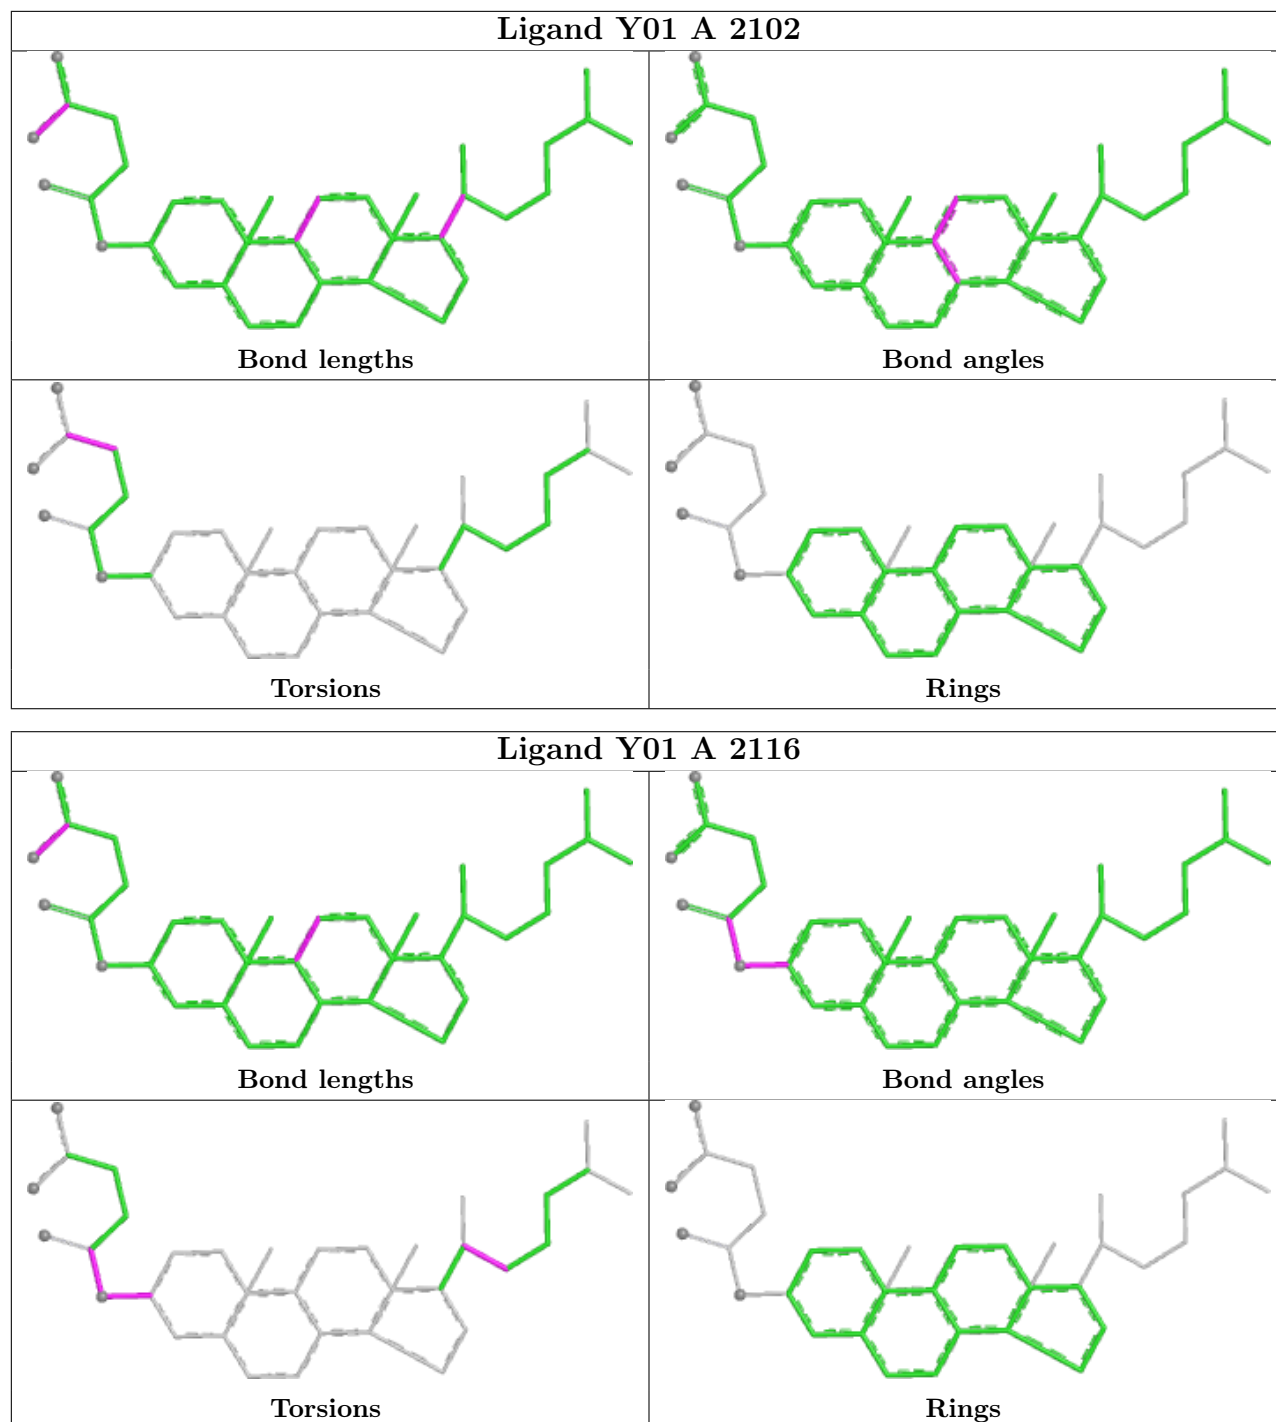 Ligand Y01 A 2102
Bond lengths
Bond angles
Torsions
Rings
Ligand Y01 A 2116
Bond lengths
Bond angles
Torsions
Rings